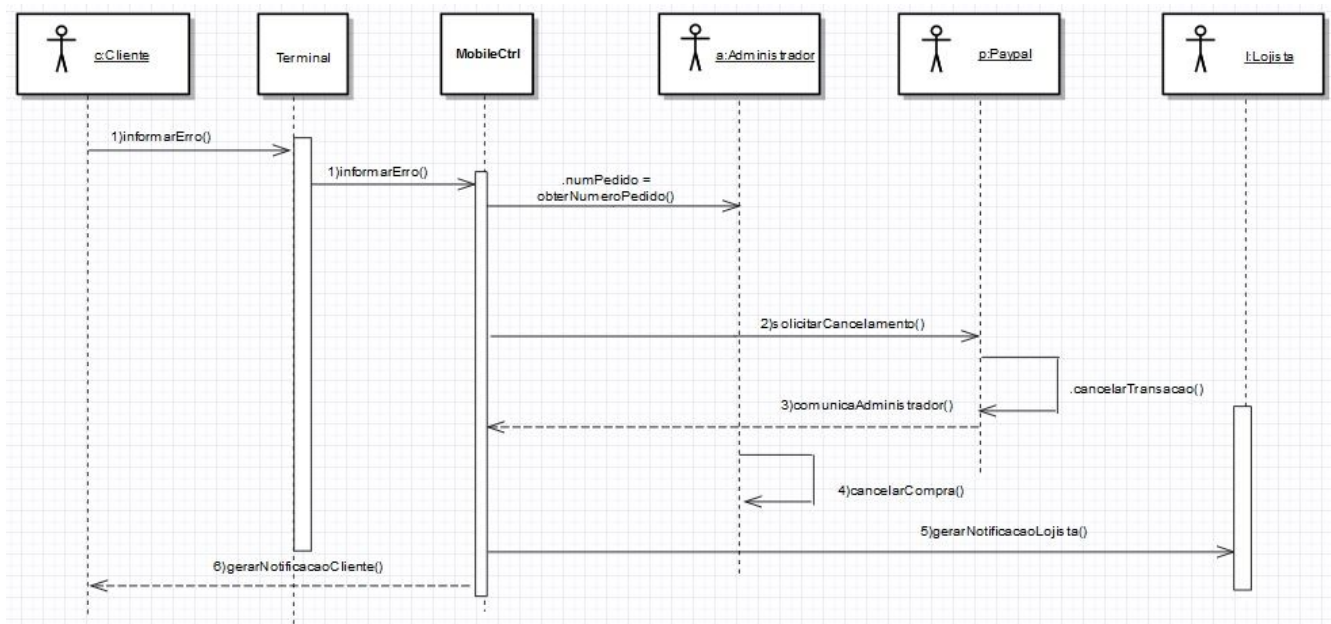 c:Cliente
Terminal
MobileCtrl
a:Administrador
p:Paypal
l:Lojista
1)informarErro()
1)informarErro()
.numPedido =
obterNumeroPedido()
2)solicitarCancelamento()
.cancelarTransacao()
3)comunicaAdministrador()
4)cancelarCompra()
5)gerarNotificacaoLojista()
6)gerarNotificacaoCliente()